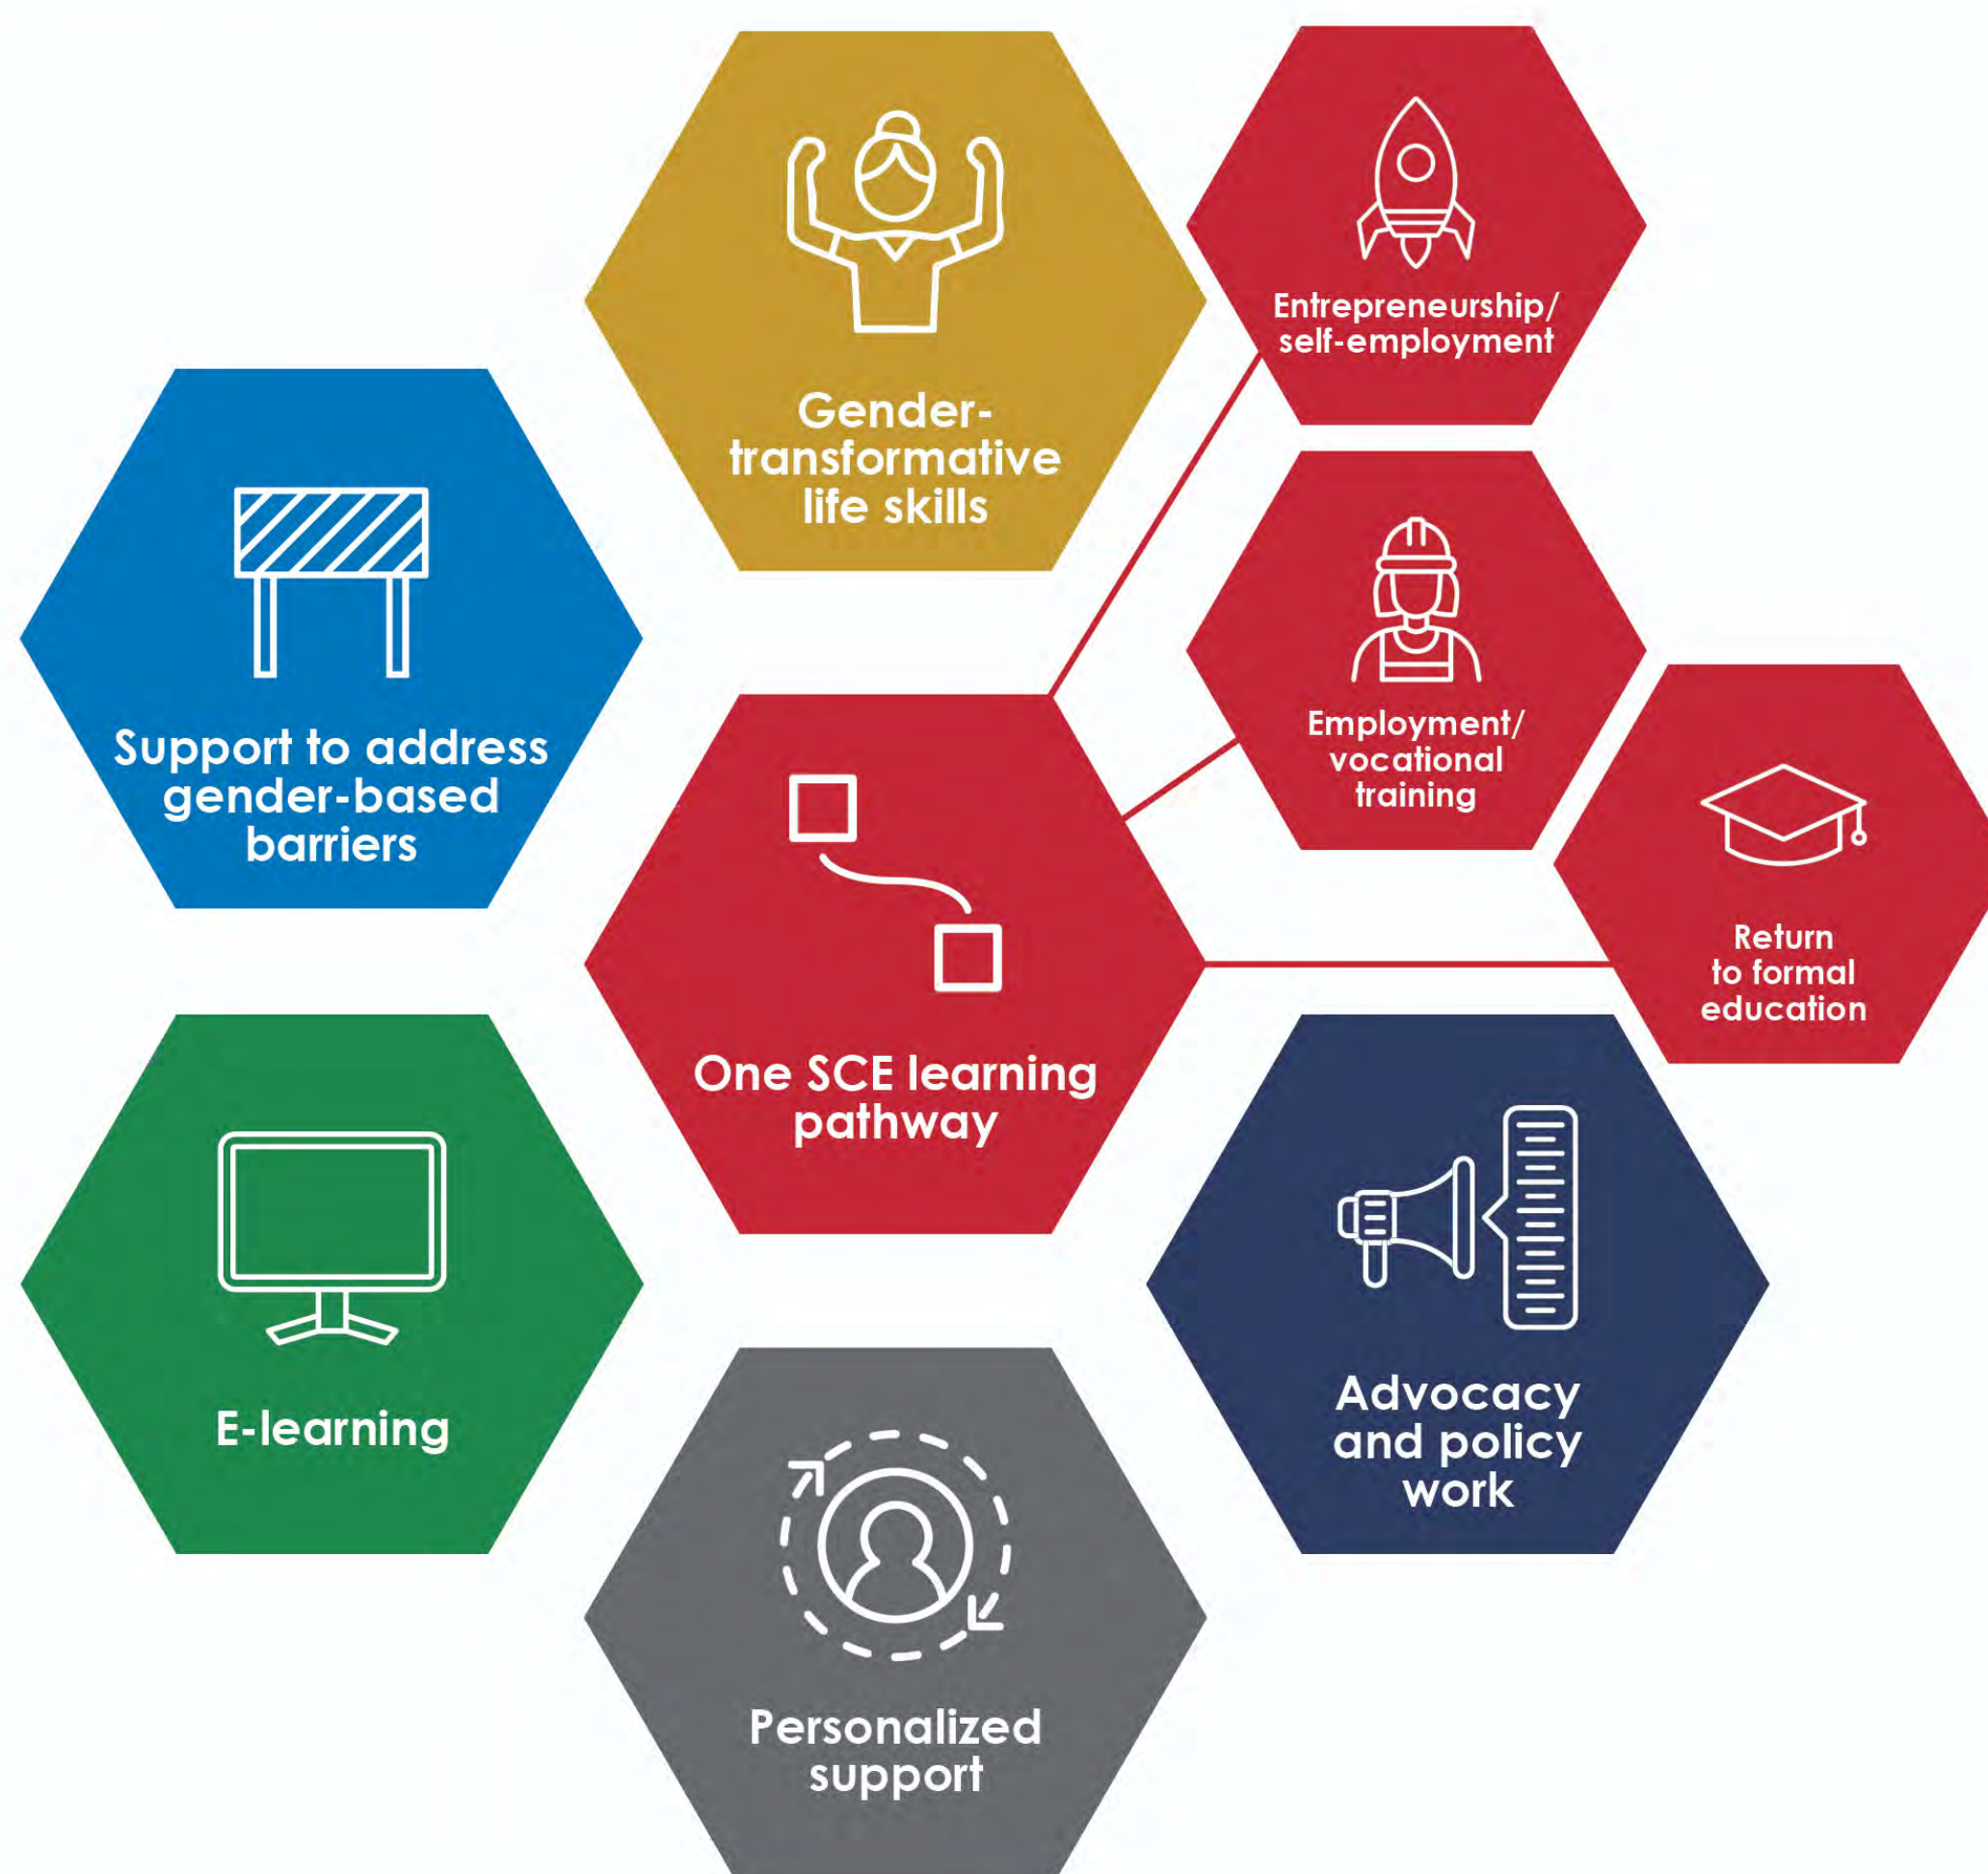 Gender-
transformative
life skills
Entrepreneurship/
self-employment
Support to address
gender-based
barriers
Employment/
vocational
training
Return
to formal
education
One SCE learning
pathway
E-learning
Advocacy
and policy
work
Personalized
support